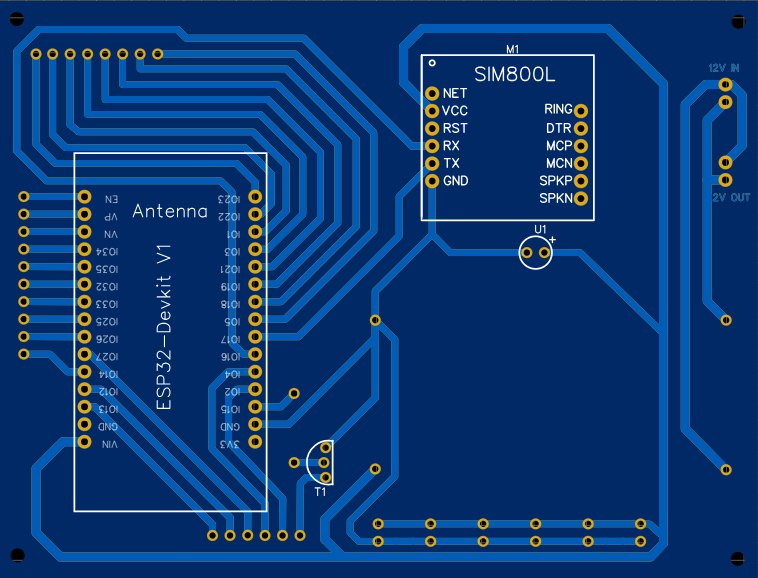 M1
SIM800L
NET
VCC
RST
RX
TX
GND
RING
DTR
MCP
MCN
SPKP
SPKN
12V IN
2V OUT
U1
+
Antenna
ESP32-Devkit V1
EN
VP
VN
IO34
IO35
IO32
IO33
IO25
IO26
IO27
IO14
IO12
IO13
GND
VIN
IO23
IO22
IO1
IO3
IO21
IO19
IO18
IO5
IO17
IO16
IO4
IO2
IO15
GND
3V3
T1